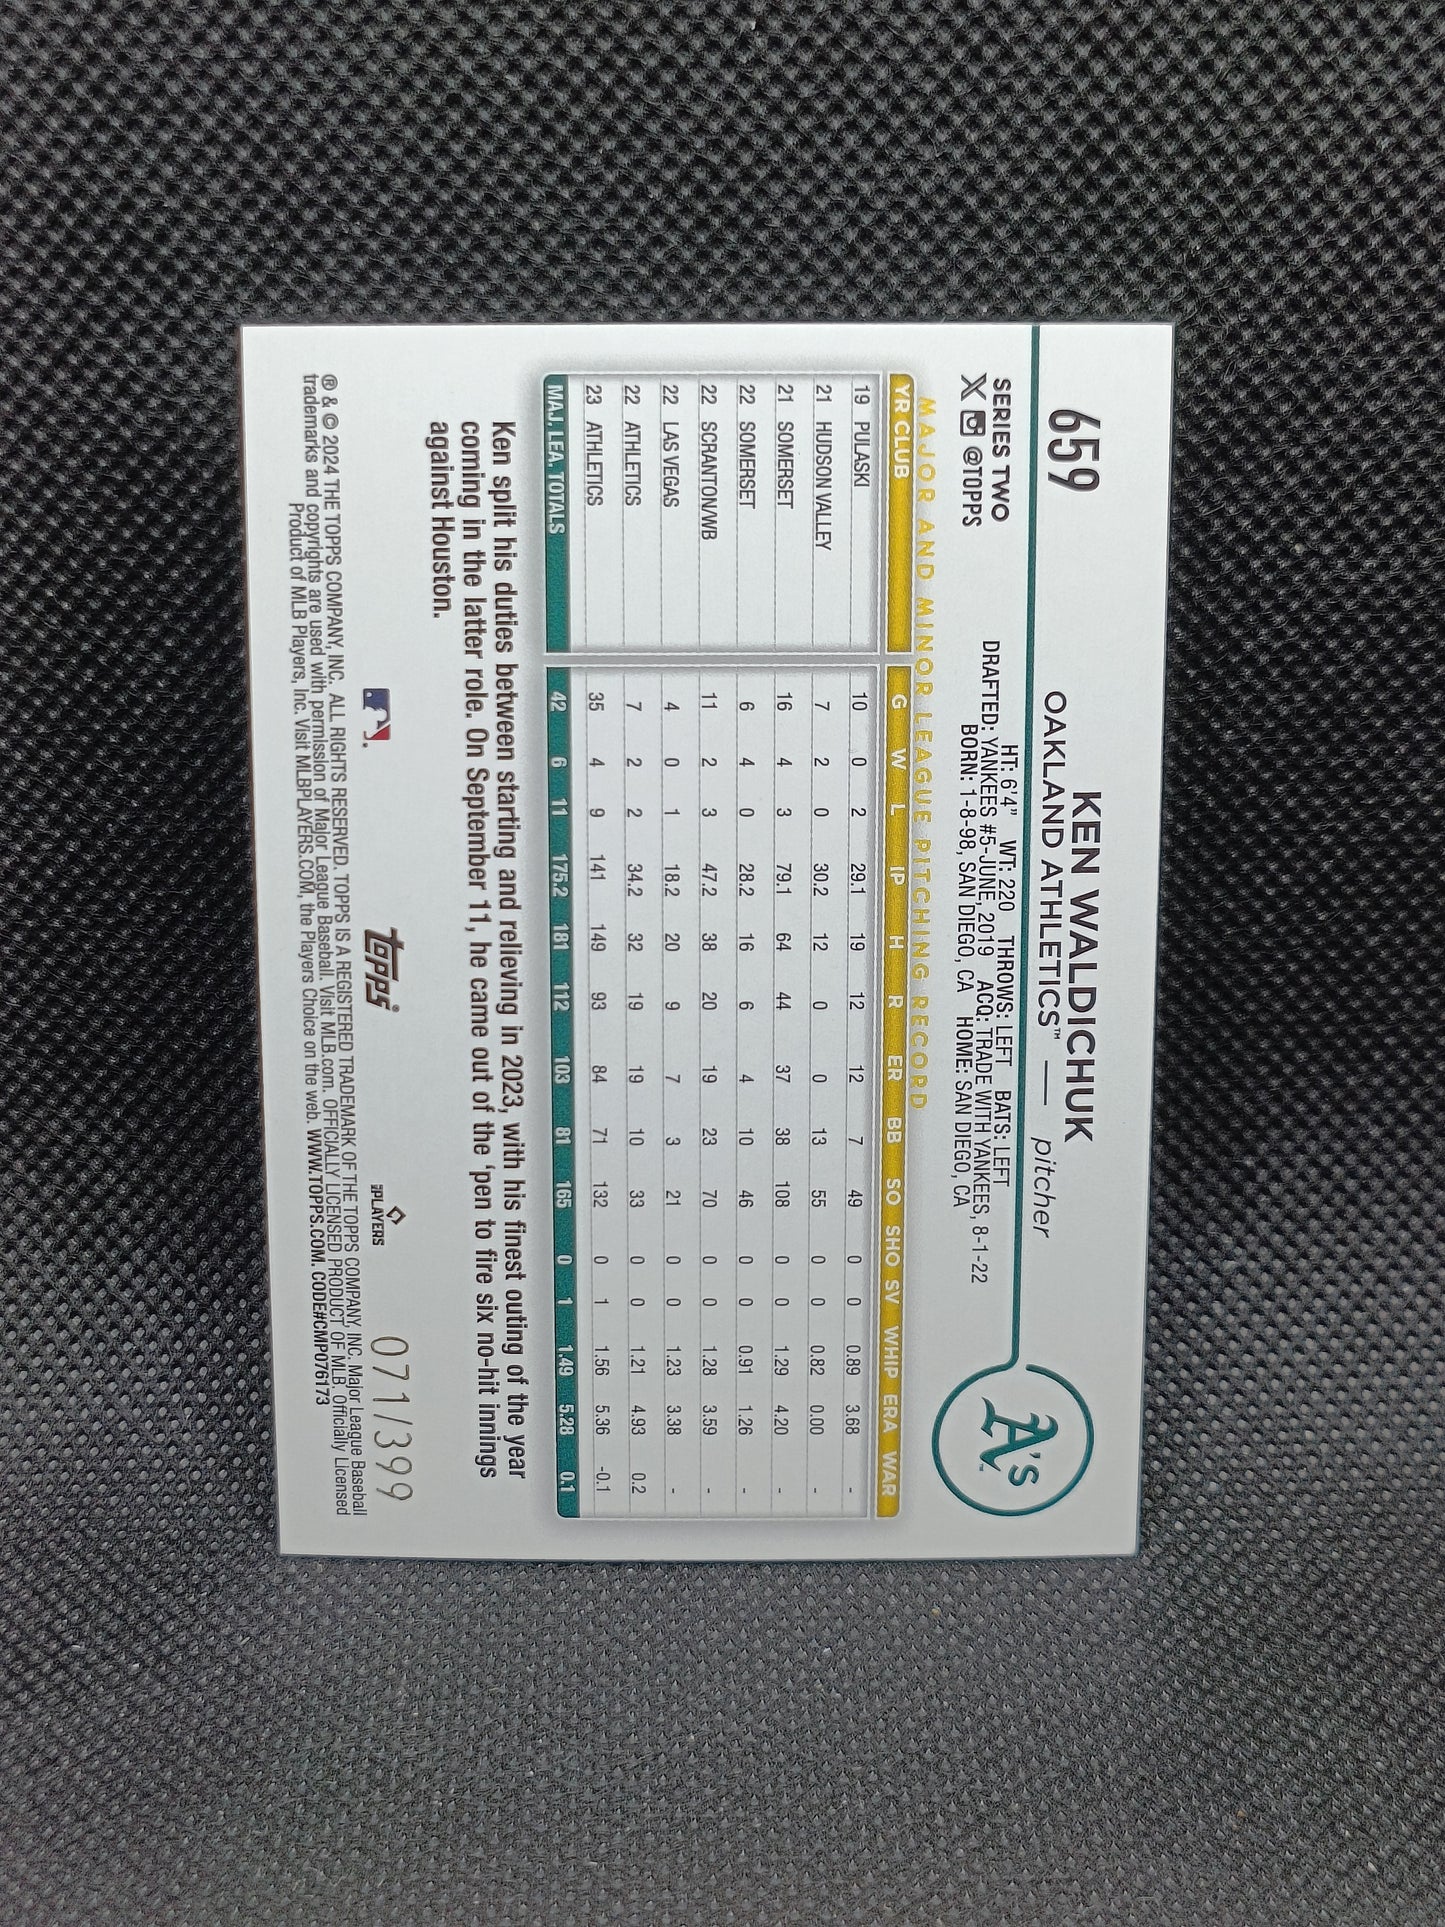 659
KEN WALDICHUK
OAKLAND ATHLETICS™ — pitcher
A's™
SERIES TWO
X @TOPPS
HT: 6'4" WT: 220 THROWS: LEFT BATS: LEFT
DRAFTED: YANKEES #5-JUNE, 2019 ACQ: TRADE WITH YANKEES, 8-1-22
BORN: 1-8-98, SAN DIEGO, CA HOME: SAN DIEGO, CA
MAJOR AND MINOR LEAGUE PITCHING RECORD
YR CLUB G W L IP H R ER BB SO SHO SV WHIP ERA WAR
19 PULASKI 10 0 2 29.1 19 12 12 7 49 0 0 0.89 3.68 -
21 HUDSON VALLEY 7 2 0 30.2 12 0 0 13 55 0 0 0.82 0.00 -
21 SOMERSET 16 4 3 79.1 64 44 37 38 108 0 0 1.29 4.20 -
22 SOMERSET 6 4 0 28.2 16 6 4 10 46 0 0 0.91 1.26 -
22 SCRANTON/WB 11 2 3 47.2 38 20 19 23 70 0 0 1.28 3.59 -
22 LAS VEGAS 4 0 1 18.2 20 9 7 3 21 0 0 1.23 3.38 -
22 ATHLETICS 7 2 2 34.2 32 19 19 10 33 0 0 1.21 4.93 0.2
23 ATHLETICS 35 4 9 141 149 93 84 71 132 0 1 1.56 5.36 -0.1
MAJ. LEA. TOTALS 42 6 11 175.2 181 112 103 81 165 0 1 1.49 5.28 0.1
Ken split his duties between starting and relieving in 2023, with his finest outing of the year
coming in the latter role. On September 11, he came out of the 'pen to fire six no-hit innings
against Houston.
topps®
PLAYERS
071/399
® & © 2024 THE TOPPS COMPANY, INC. ALL RIGHTS RESERVED. TOPPS IS A REGISTERED TRADEMARK OF THE TOPPS COMPANY, INC. Major League Baseball
trademarks and copyrights are used with permission of Major League Baseball. Visit MLB.com. OFFICIALLY LICENSED PRODUCT OF MLB. Officially Licensed
Product of MLB Players, Inc. Visit MLBPLAYERS.COM, the Players Choice on the web. WWW.TOPPS.COM. CODE#CMP076173